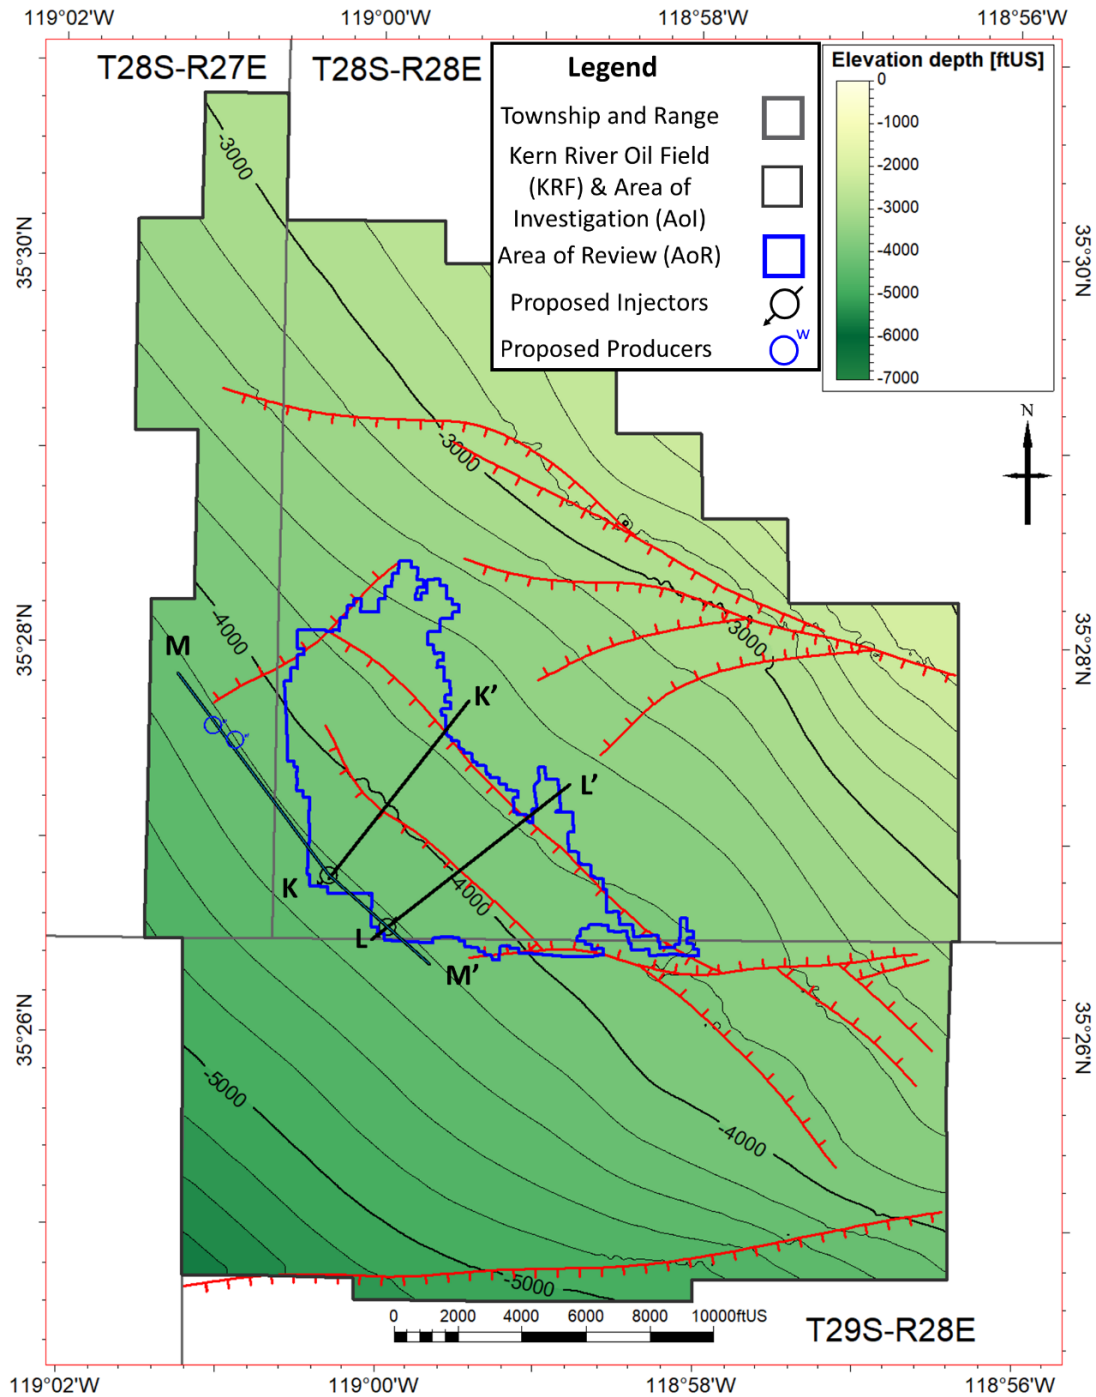 119°02'W 119°00'W 118°58'W 118°56'W
T28S-R27E T28S-R28E
Legend
Township and Range
Kern River Oil Field
(KRF) & Area of
Investigation (AoI)
Area of Review (AoR)
Proposed Injectors
Proposed Producers
W
Elevation depth [ftUS]
0
-1000
-2000
-3000
-4000
-5000
-6000
-7000
N
-3000
35°30'N 35°30'N
-3000
35°28'N 35°28'N
-4000
-3000
M
K'
L'
K
-4000
L
M'
35°26'N 35°26'N
-5000
-4000
-5000
0 2000 4000 6000 8000 10000ftUS
T29S-R28E
119°02'W 119°00'W 118°58'W 118°56'W